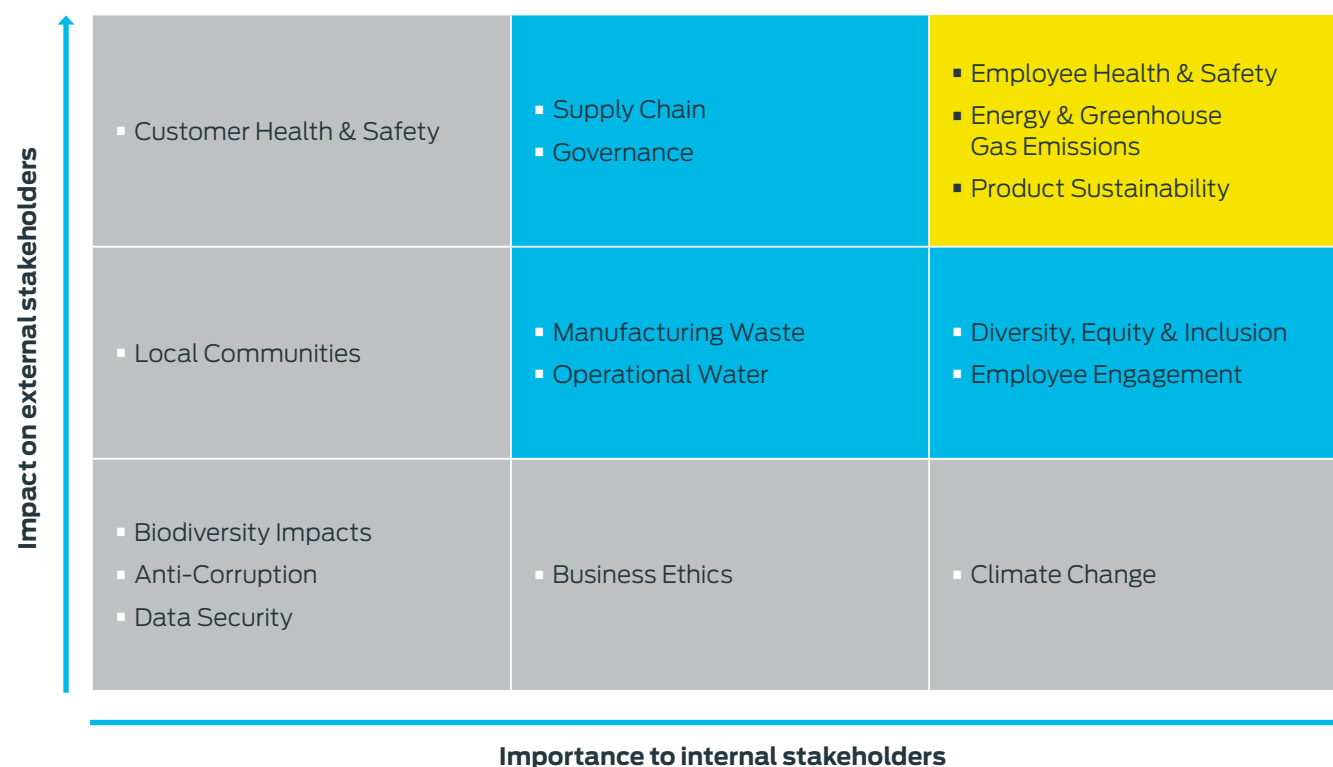 Impact on external stakeholders
Customer Health & Safety
Supply Chain
Governance
Employee Health & Safety
Energy & Greenhouse
Gas Emissions
Product Sustainability
Local Communities
Manufacturing Waste
Operational Water
Diversity, Equity & Inclusion
Employee Engagement
Biodiversity Impacts
Anti-Corruption
Data Security
Business Ethics
Climate Change
Importance to internal stakeholders